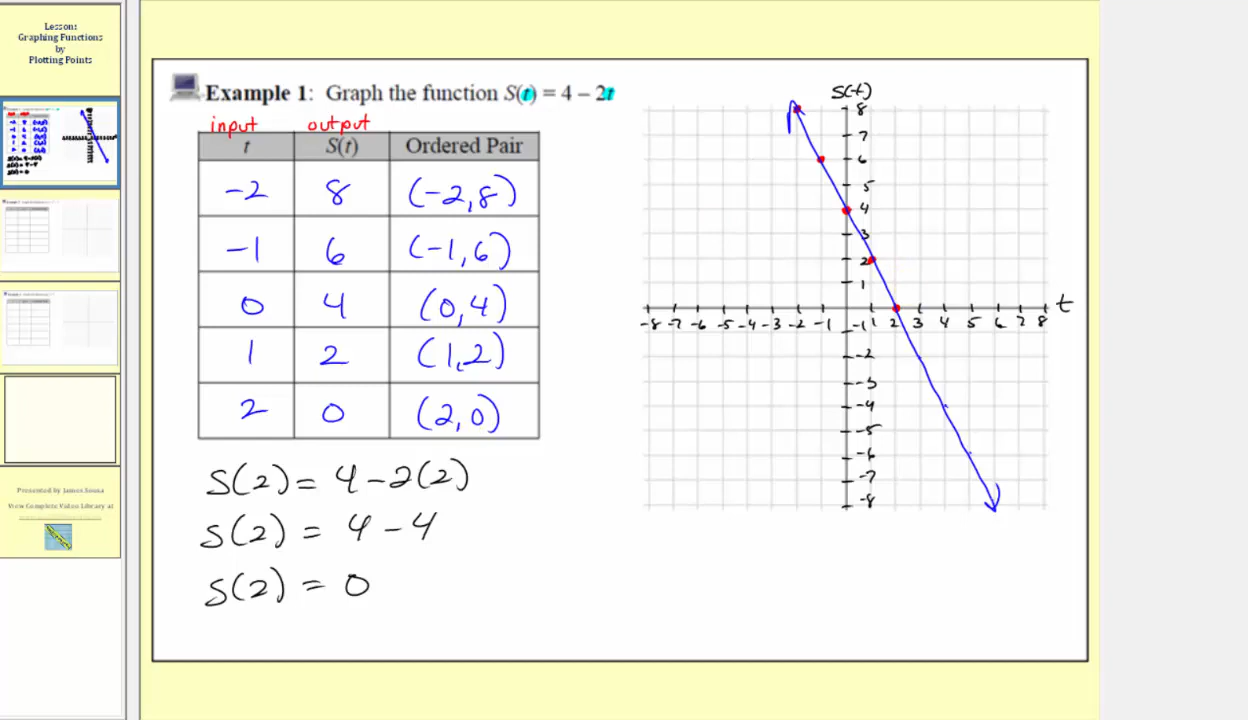 Lesson:
Graphing Functions
by
Plotting Points
Presented by James Sousa
View Complete Video Library at
Example 1: Graph the function S(t) = 4 – 2t
input output
t S(t) Ordered Pair
-2 8 (-2,8)
-1 6 (-1,6)
0 4 (0,4)
1 2 (1,2)
2 0 (2,0)
S(2) = 4-2(2)
S(2) = 4-4
S(2) = 0
S(t)
8
7
6
5
4
3
2
1
-8 -7 -6 -5 -4 -3 -2 -1 1 2 3 4 5 6 7 8 t
-1
-2
-3
-4
-5
-6
-7
-8